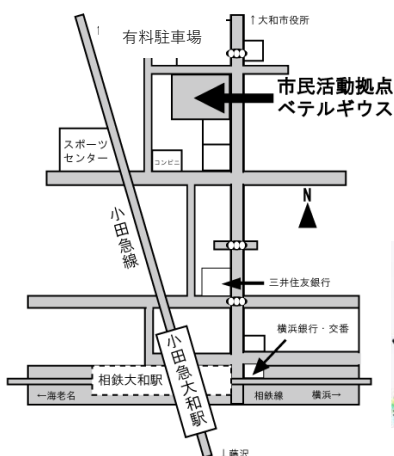 ↑大和市役所
有料駐車場
市民活動拠点
ベテルギウス
スポーツ
センター
コンビニ
N
小田急線
三井住友銀行
横浜銀行・交番
小田急大和駅
相鉄大和駅
←海老名
相鉄線
横浜→
↓藤沢